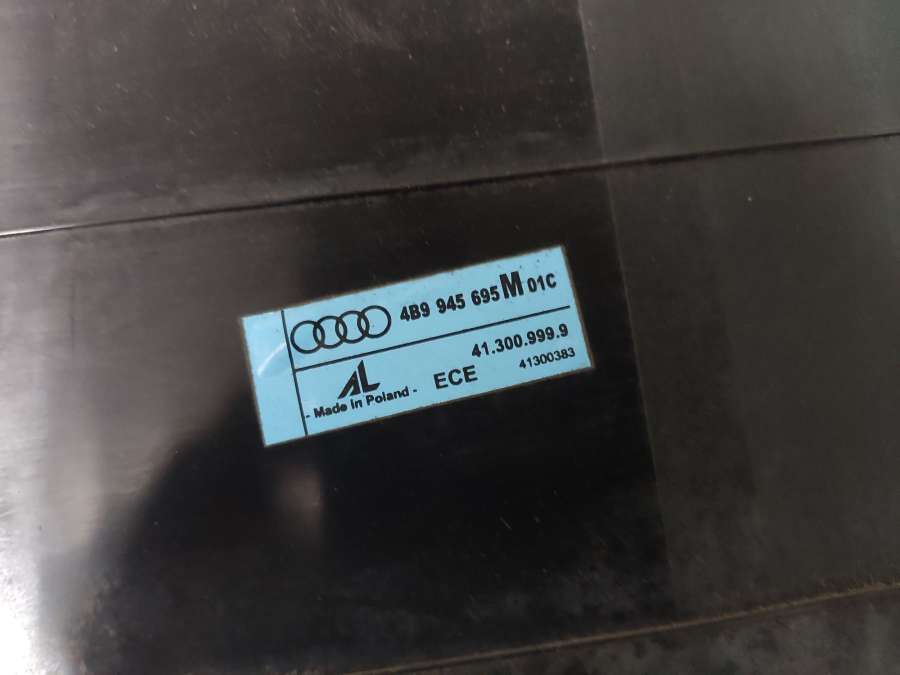 4B9 945 695 M 01C
41.300.999.9
AL ECE 41300383
- Made In Poland -